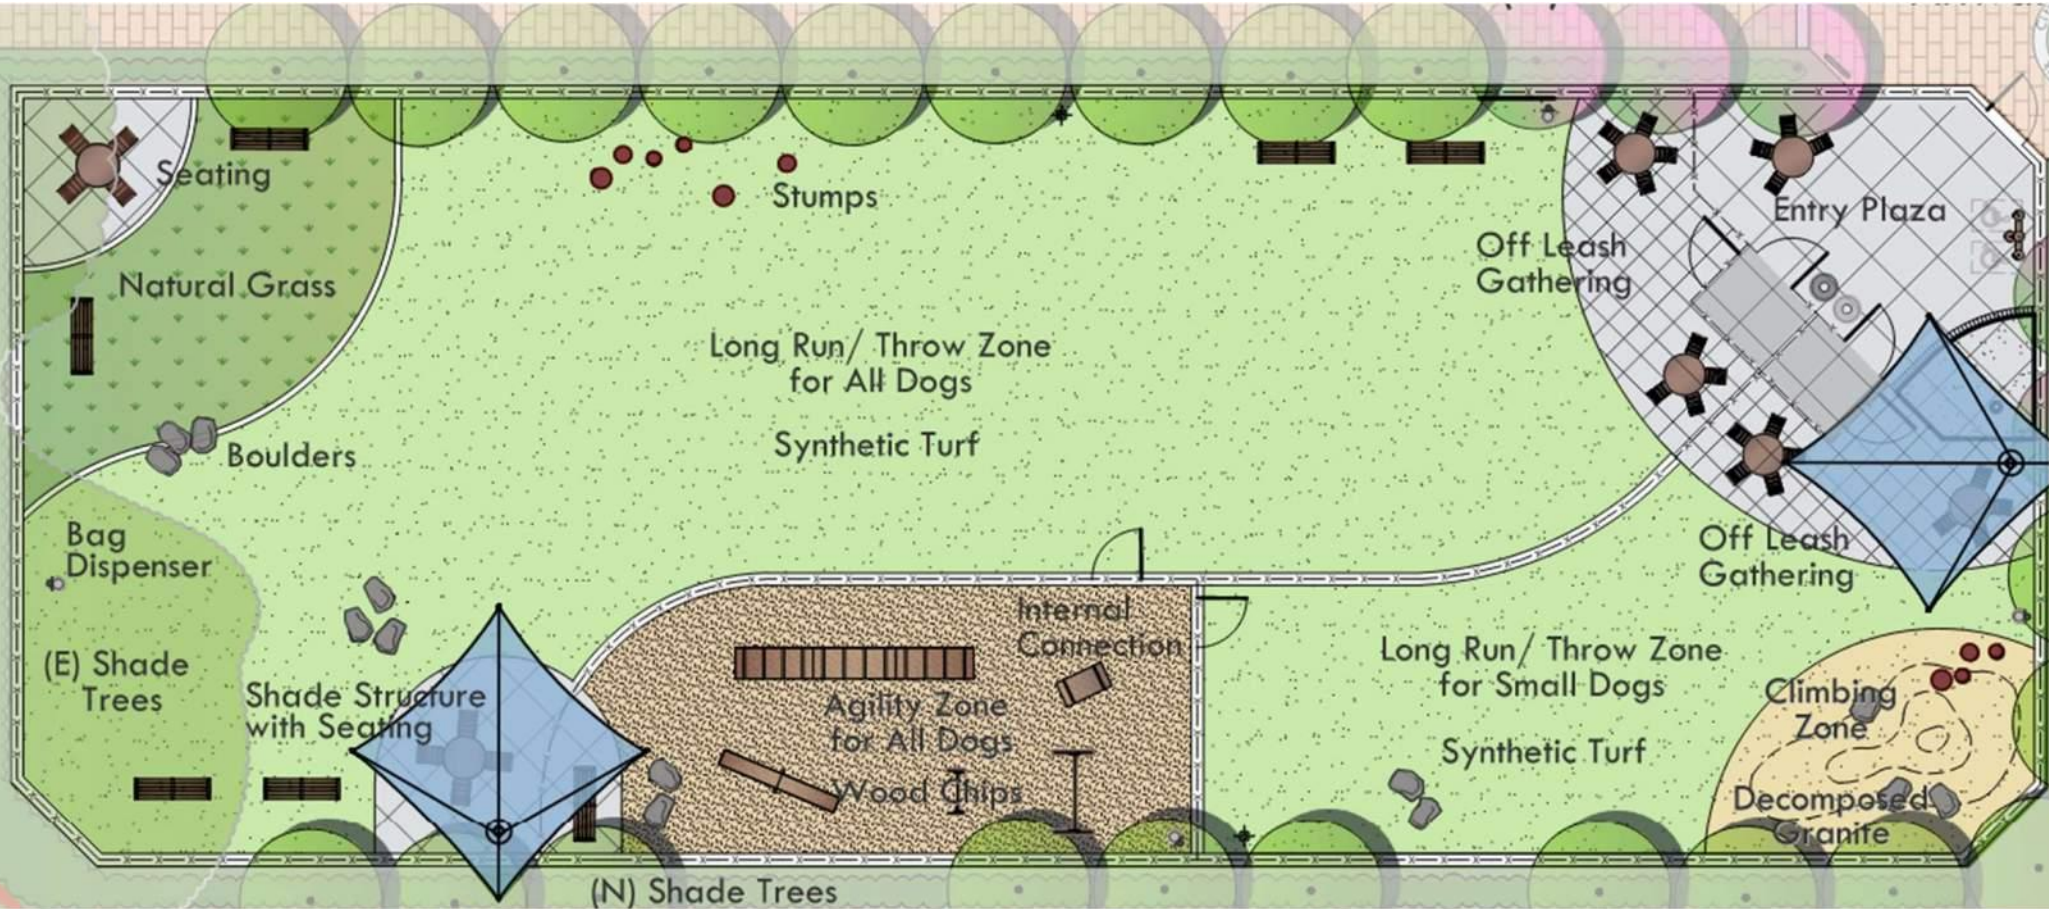 Seating
Natural Grass
Boulders
Bag
Dispenser
(E) Shade
Trees
Shade Structure
with Seating
Stumps
Long Run/ Throw Zone
for All Dogs
Synthetic Turf
Off Leash
Gathering
Entry Plaza
Internal
Connection
Agility Zone
for All Dogs
Wood Chips
(N) Shade Trees
Long Run/ Throw Zone
for Small Dogs
Synthetic Turf
Off Leash
Gathering
Climbing
Zone
Decomposed
Granite